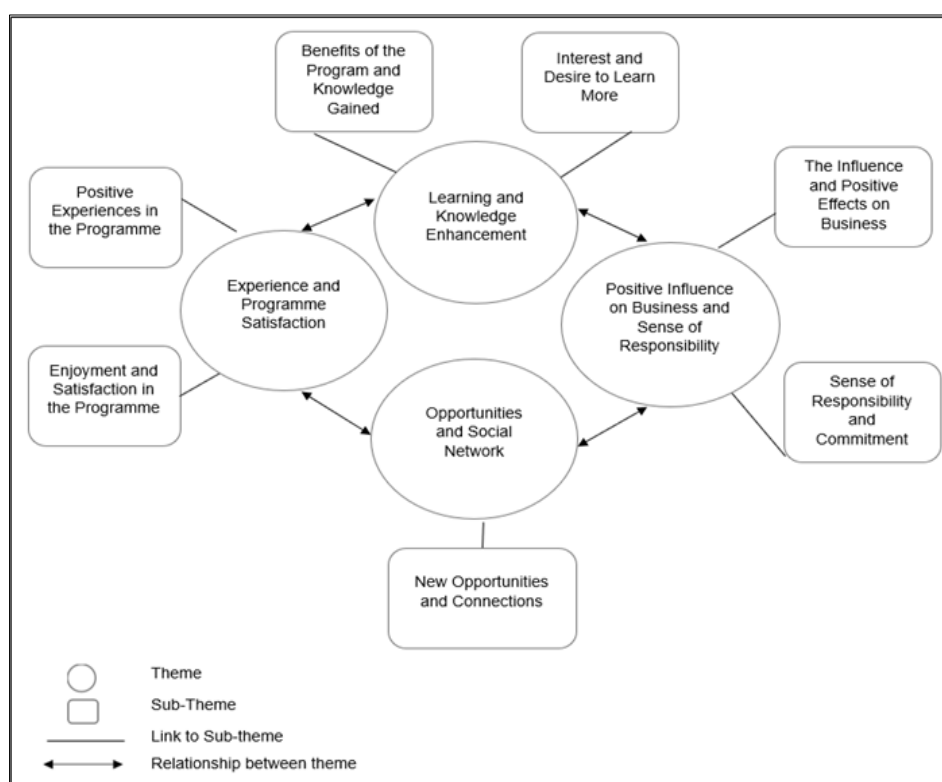 Benefits of the
Program and
Knowledge
Gained
Interest and
Desire to Learn
More
Positive
Experiences in
the Programme
Learning and
Knowledge
Enhancement
The Influence
and Positive
Effects on
Business
Experience and
Programme
Satisfaction
Positive Influence
on Business and
Sense of
Responsibility
Enjoyment and
Satisfaction in
the Programme
Opportunities
and Social
Network
Sense of
Responsibility
and
Commitment
New Opportunities
and Connections
Theme
Sub-Theme
Link to Sub-theme
Relationship between theme